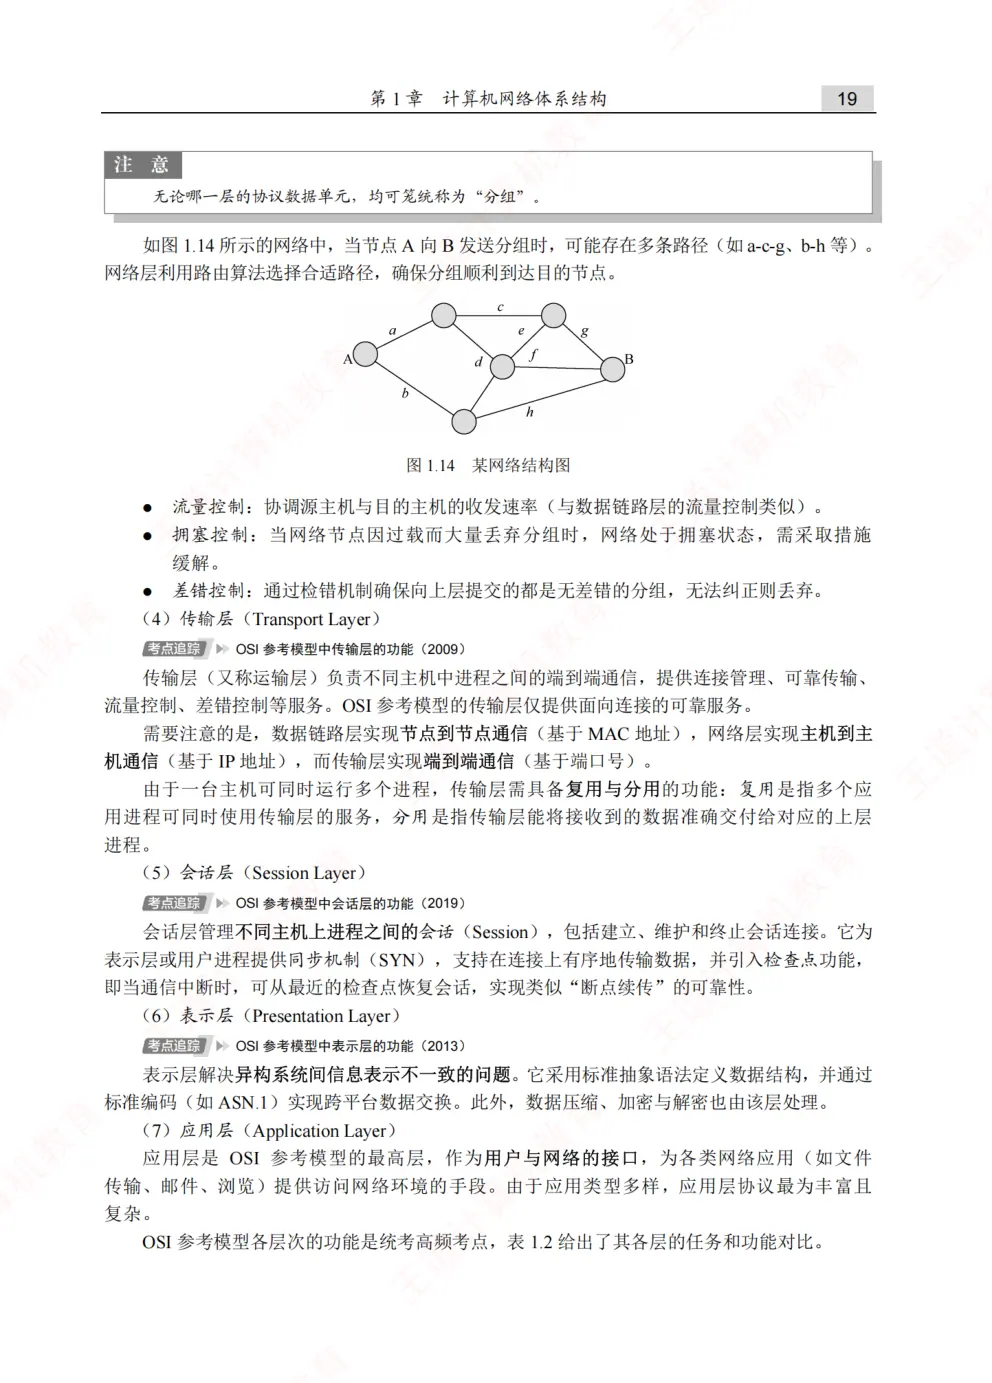 第 1 章 计算机网络体系结构
19
注 意
无论哪一层的协议数据单元，均可笼统称为“分组”。
如图 1.14 所示的网络中，当节点 A 向 B 发送分组时，可能存在多条路径（如 a-c-g、b-h 等）。
网络层利用路由算法选择合适路径，确保分组顺利到达目的节点。
c
a
e
g
A
d
f
B
b
h
图 1.14 某网络结构图
● 流量控制：协调源主机与目的主机的收发速率（与数据链路层的流量控制类似）。
● 拥塞控制：当网络节点因过载而大量丢弃分组时，网络处于拥塞状态，需采取措施
缓解。
● 差错控制：通过检错机制确保向上层提交的都是无差错的分组，无法纠正则丢弃。
（4）传输层（Transport Layer）
考点追踪 OSI 参考模型中传输层的功能（2009）
传输层（又称运输层）负责不同主机中进程之间的端到端通信，提供连接管理、可靠传输、
流量控制、差错控制等服务。OSI 参考模型的传输层仅提供面向连接的可靠服务。
需要注意的是，数据链路层实现节点到节点通信（基于 MAC 地址），网络层实现主机到主
机通信（基于 IP 地址），而传输层实现端到端通信（基于端口号）。
由于一台主机可同时运行多个进程，传输层需具备复用与分用的功能：复用是指多个应
用进程可同时使用传输层的服务，分用是指传输层能将接收到的数据准确交付给对应的上层
进程。
（5）会话层（Session Layer）
考点追踪 OSI 参考模型中会话层的功能（2019）
会话层管理不同主机上进程之间的会话（Session），包括建立、维护和终止会话连接。它为
表示层或用户进程提供同步机制（SYN），支持在连接上有序地传输数据，并引入检查点功能，
即当通信中断时，可从最近的检查点恢复会话，实现类似“断点续传”的可靠性。
（6）表示层（Presentation Layer）
考点追踪 OSI 参考模型中表示层的功能（2013）
表示层解决异构系统间信息表示不一致的问题。它采用标准抽象语法定义数据结构，并通过
标准编码（如 ASN.1）实现跨平台数据交换。此外，数据压缩、加密与解密也由该层处理。
（7）应用层（Application Layer）
应用层是 OSI 参考模型的最高层，作为用户与网络的接口，为各类网络应用（如文件
传输、邮件、浏览）提供访问网络环境的手段。由于应用类型多样，应用层协议最为丰富且
复杂。
OSI 参考模型各层次的功能是统考高频考点，表 1.2 给出了其各层的任务和功能对比。